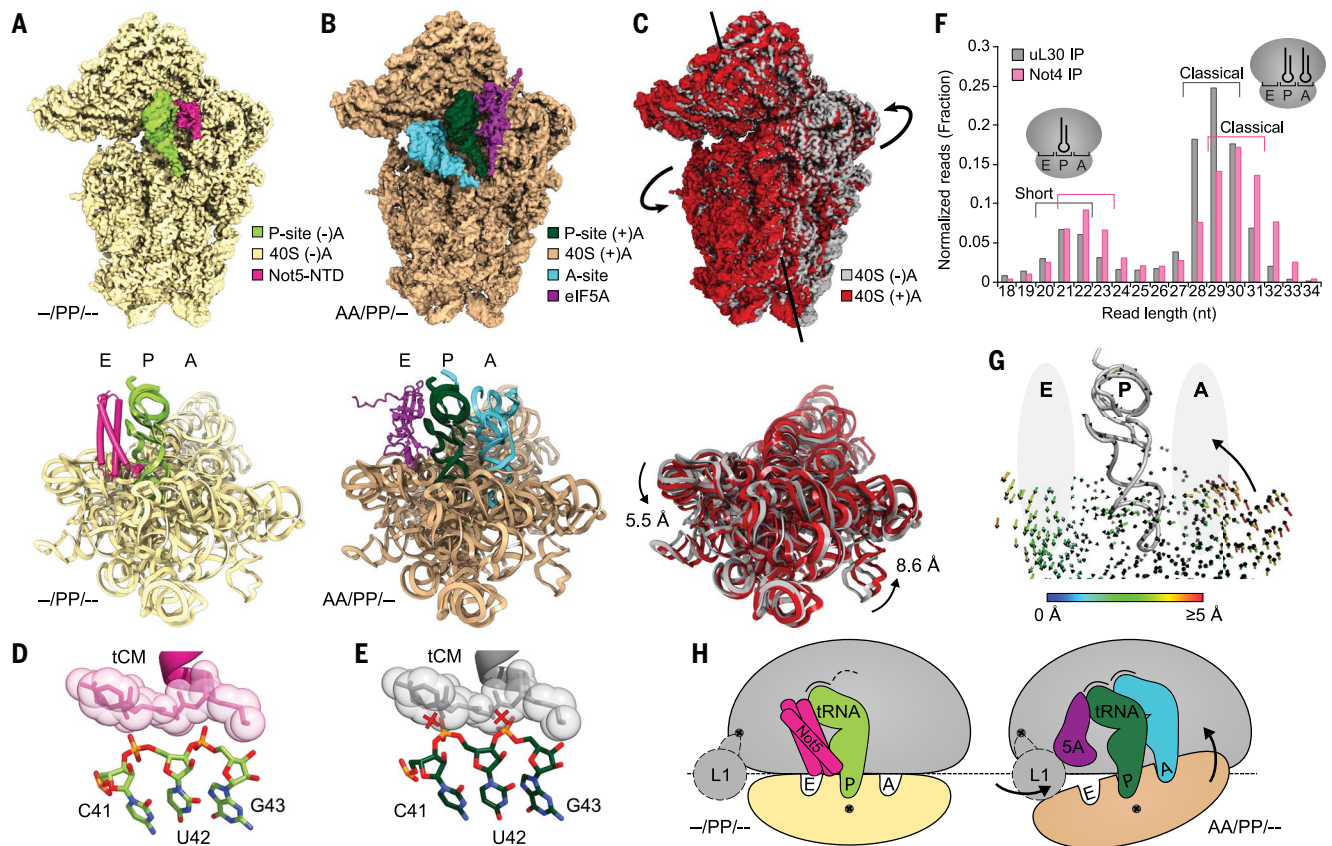 A
P-site (-)A
40S (-)A
Not5-NTD
–/PP/--
E P A
–/PP/--
B
P-site (+)A
40S (+)A
A-site
eIF5A
AA/PP/–
E P A
AA/PP/–
C
40S (-)A
40S (+)A
5.5 Å
8.6 Å
D
tCM
C41
U42
G43
E
tCM
C41
U42
G43
F
uL30 IP
Not4 IP
Normalized reads (Fraction)
0.3
0.25
0.2
0.15
0.1
0.05
0
Classical
Classical
Short
E P A
E P A
18 19 20 21 22 23 24 25 26 27 28 29 30 31 32 33 34
Read length (nt)
G
E P A
0 Å
≥5 Å
H
tRNA
Not5
L1
E P A
–/PP/--
tRNA
5A
L1
E P A
AA/PP/--